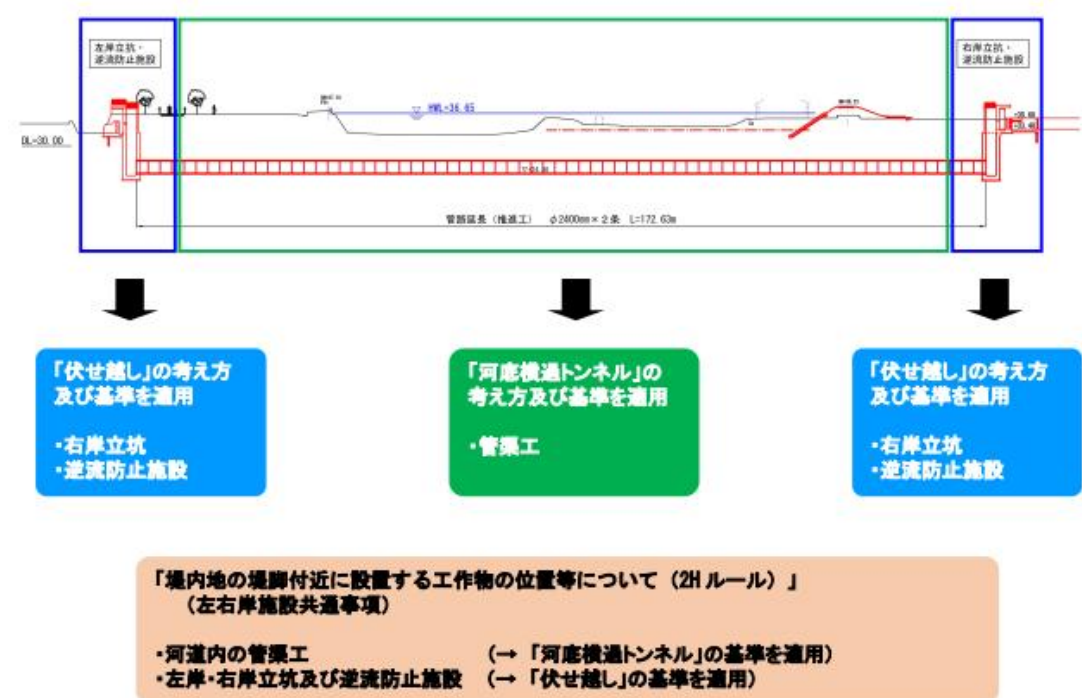 左岸立坑・
逆流防止施設
右岸立坑・
逆流防止施設
HWL=36.65
DL=30.00
管路延長（推進工） φ2400mm×2条 L=172.63m
「伏せ越し」の考え方
及び基準を適用
・右岸立坑
・逆流防止施設
「河底横過トンネル」の
考え方及び基準を適用
・管渠工
「伏せ越し」の考え方
及び基準を適用
・右岸立坑
・逆流防止施設
「堤内地の堤脚付近に設置する工作物の位置等について（2Hルール）」
（左右岸施設共通事項）
・河道内の管渠工 （→ 「河底横過トンネル」の基準を適用）
・左岸・右岸立坑及び逆流防止施設 （→ 「伏せ越し」の基準を適用）